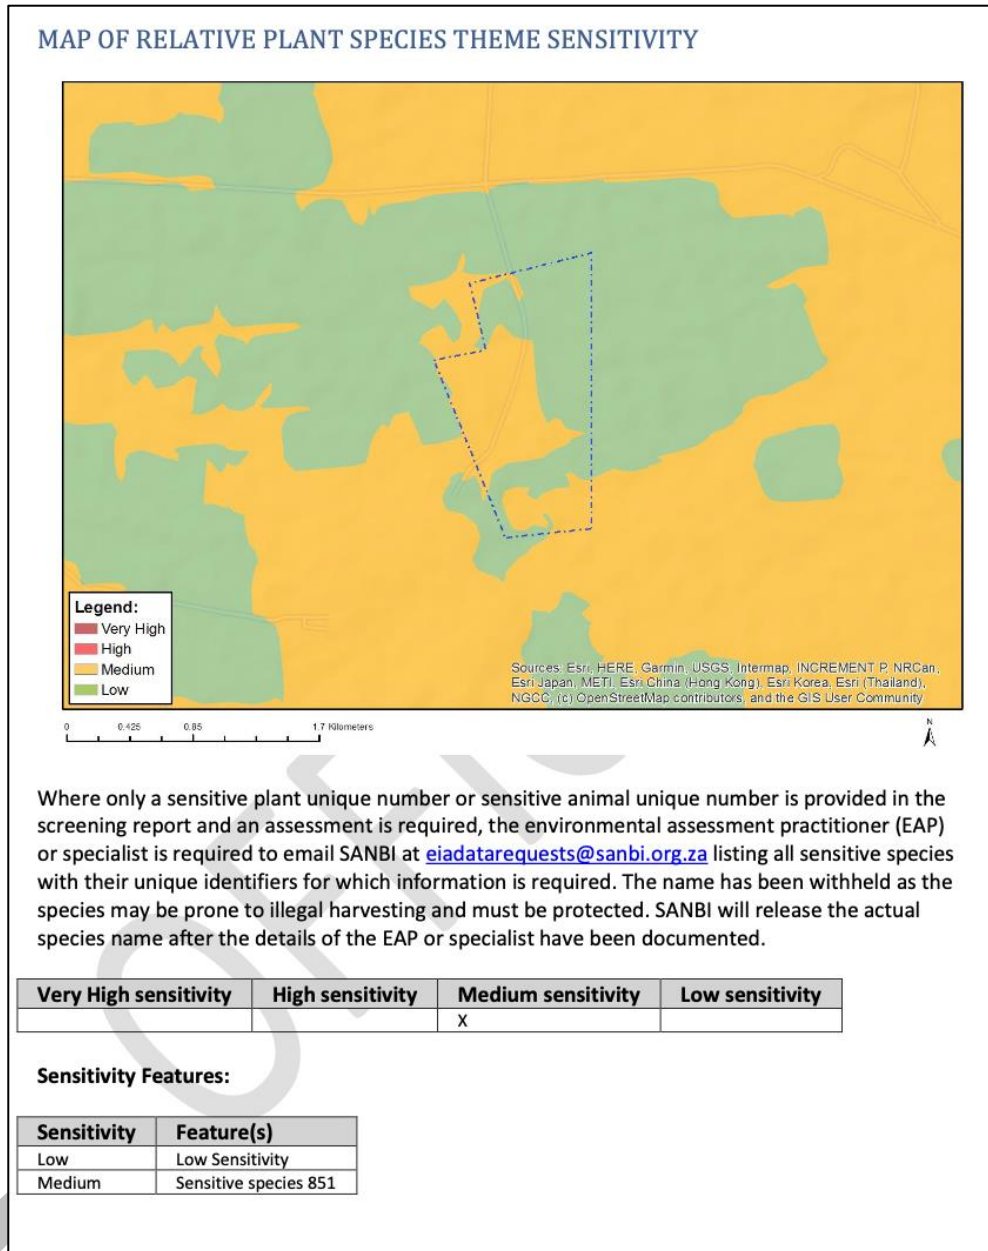 MAP OF RELATIVE PLANT SPECIES THEME SENSITIVITY
Legend:
Very High
High
Medium
Low
Sources: Esri, HERE, Garmin, USGS, Intermap, INCREMENT P, NRCan,
Esri Japan, METI, Esri China (Hong Kong), Esri Korea, Esri (Thailand),
NGCC, (c) OpenStreetMap contributors, and the GIS User Community
0 0.425 0.85 1.7 Kilometers
N
Where only a sensitive plant unique number or sensitive animal unique number is provided in the
screening report and an assessment is required, the environmental assessment practitioner (EAP)
or specialist is required to email SANBI at eiadatarequests@sanbi.org.za listing all sensitive species
with their unique identifiers for which information is required. The name has been withheld as the
species may be prone to illegal harvesting and must be protected. SANBI will release the actual
species name after the details of the EAP or specialist have been documented.
Very High sensitivity High sensitivity Medium sensitivity Low sensitivity
X
Sensitivity Features:
Sensitivity Feature(s)
Low Low Sensitivity
Medium Sensitive species 851